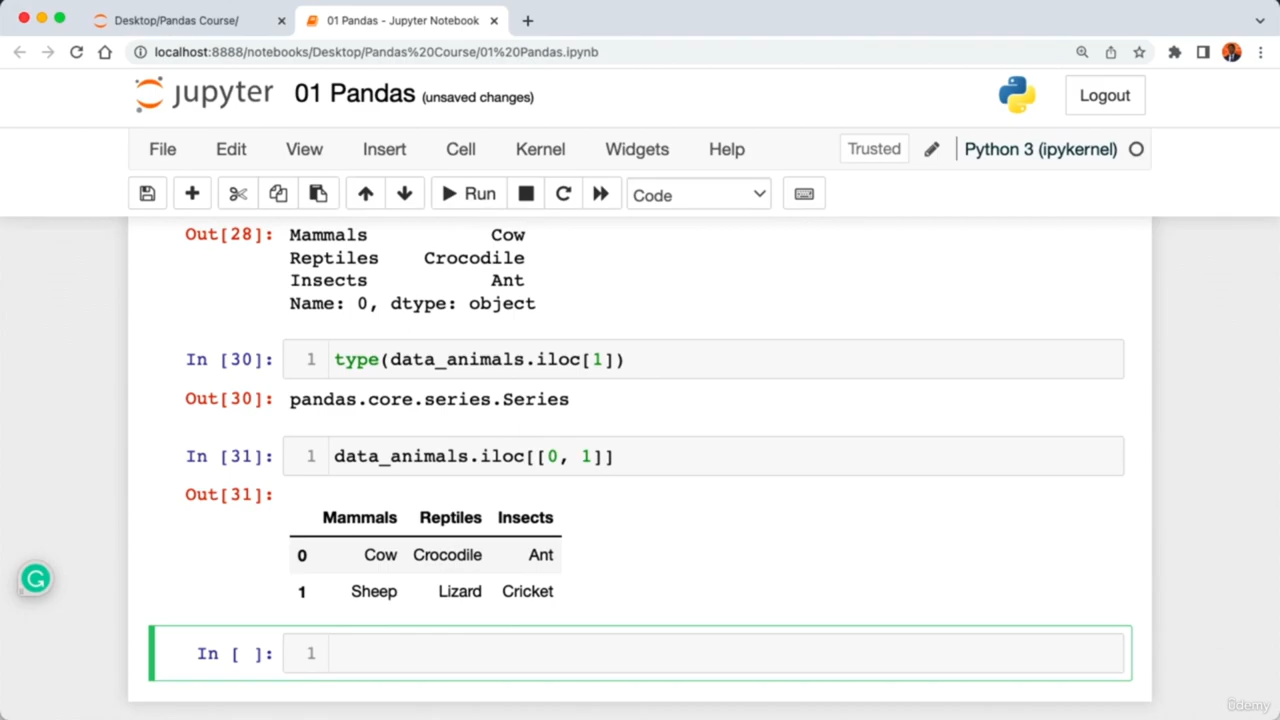 Desktop/Pandas Course/
01 Pandas - Jupyter Notebook
localhost:8888/notebooks/Desktop/Pandas%20Course/01%20Pandas.ipynb
jupyter 01 Pandas (unsaved changes) Logout
File Edit View Insert Cell Kernel Widgets Help Trusted Python 3 (ipykernel)
Run Code
Out[28]: Mammals Cow
Reptiles Crocodile
Insects Ant
Name: 0, dtype: object
In [30]: 1 type(data_animals.iloc[1])
Out[30]: pandas.core.series.Series
In [31]: 1 data_animals.iloc[[0, 1]]
Out[31]:
Mammals Reptiles Insects
0 Cow Crocodile Ant
1 Sheep Lizard Cricket
In [ ]: 1
ûdemy